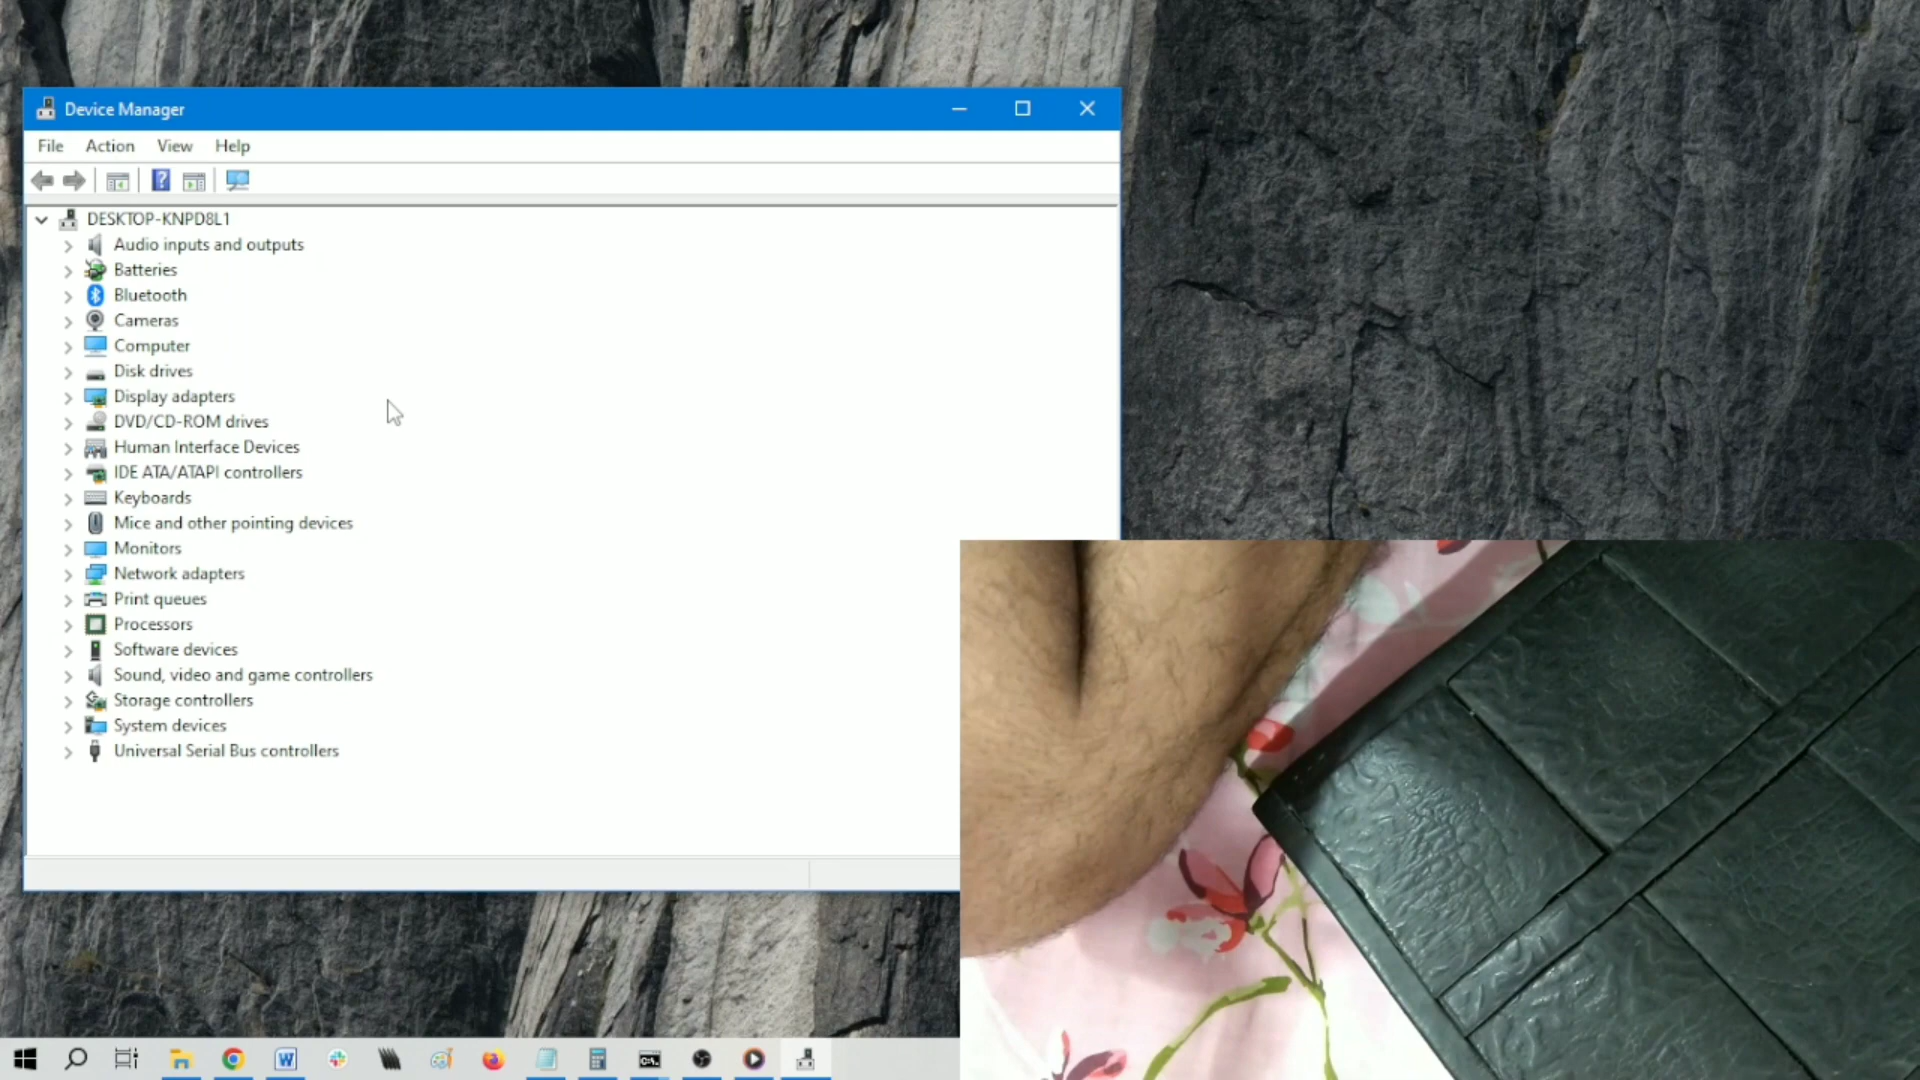 Device Manager
File Action View Help
DESKTOP-KNPD8L1
Audio inputs and outputs
Batteries
Bluetooth
Cameras
Computer
Disk drives
Display adapters
DVD/CD-ROM drives
Human Interface Devices
IDE ATA/ATAPI controllers
Keyboards
Mice and other pointing devices
Monitors
Network adapters
Print queues
Processors
Software devices
Sound, video and game controllers
Storage controllers
System devices
Universal Serial Bus controllers